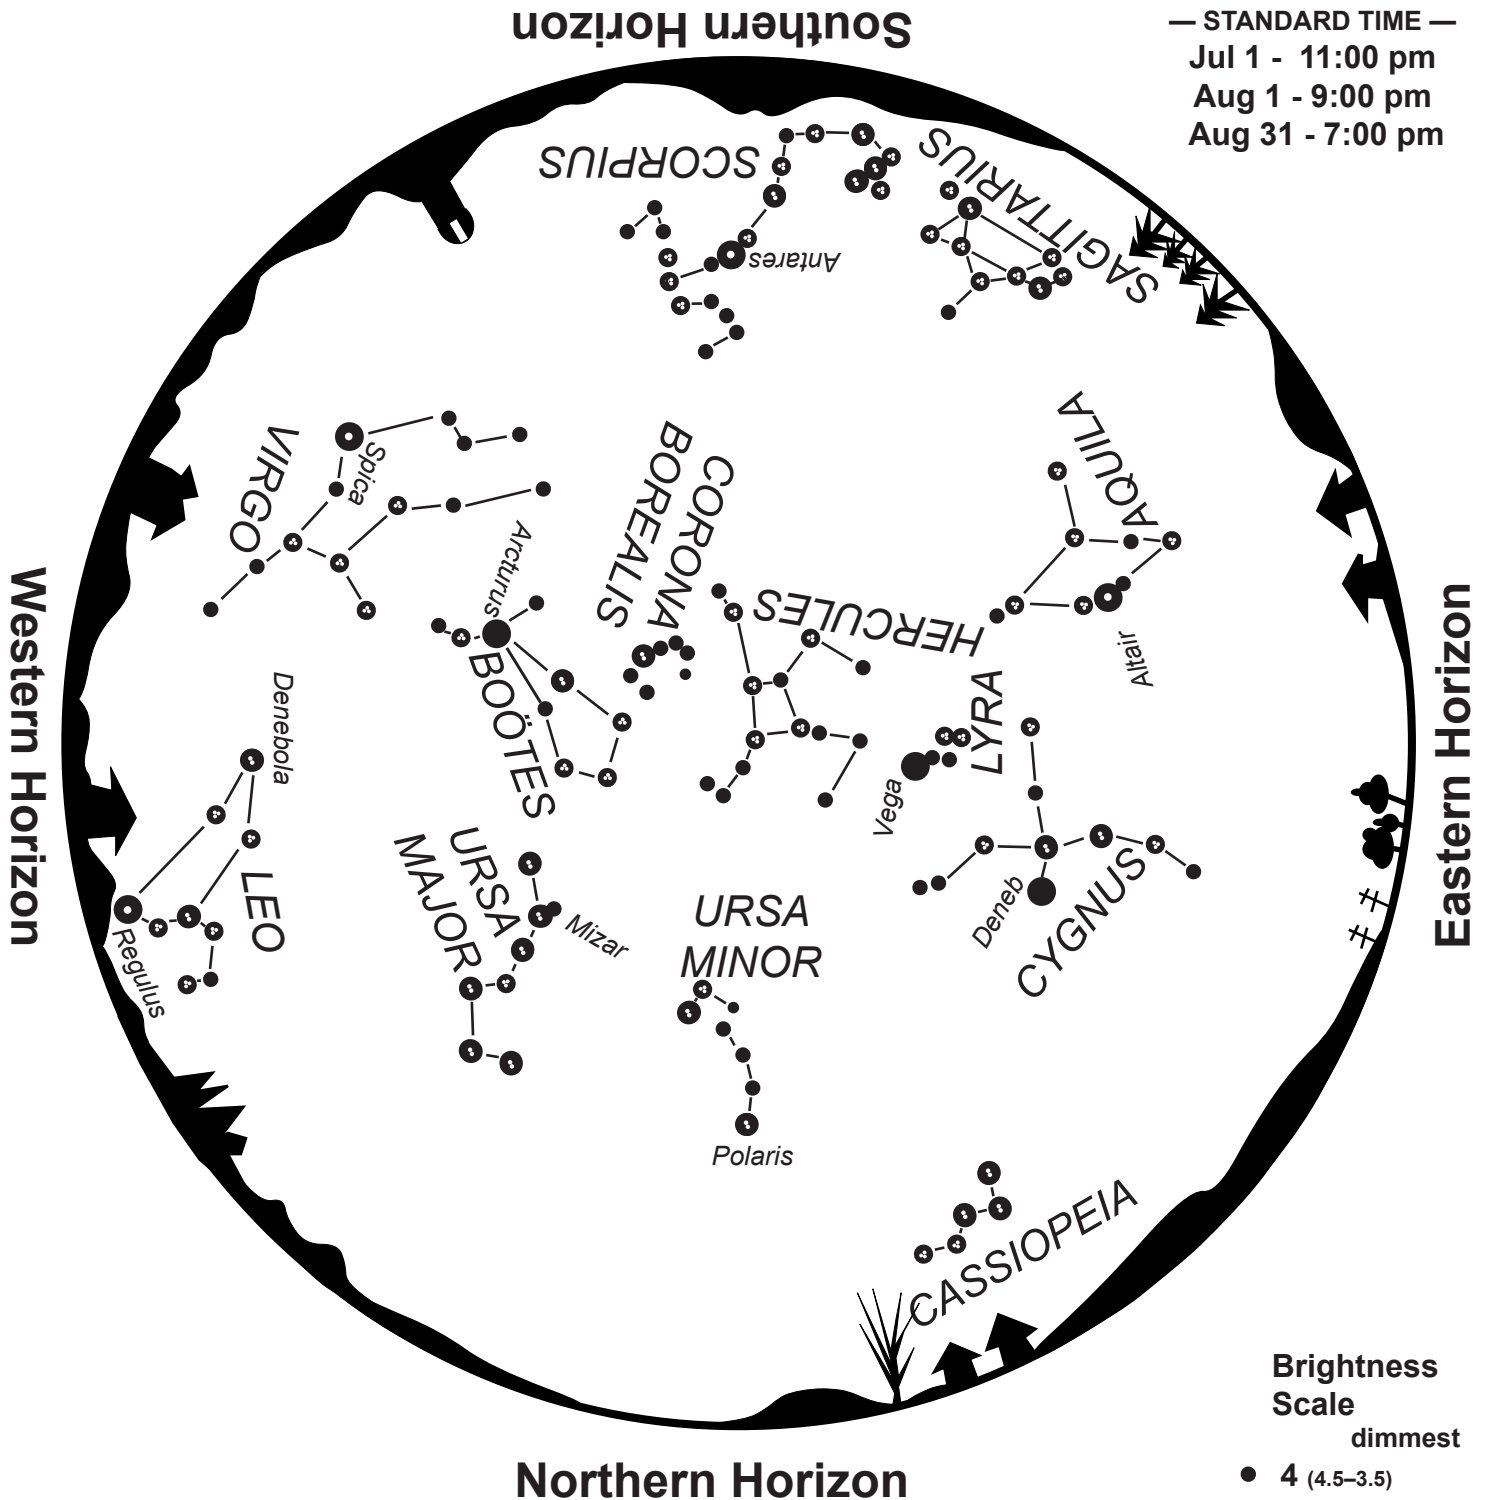 Southern Horizon
— STANDARD TIME —
Jul 1 - 11:00 pm
Aug 1 - 9:00 pm
Aug 31 - 7:00 pm
SCORPIUS
SAGITTARIUS
Antares
AQUILA
VIRGO
Spica
CORONA
BOREALIS
Arcturus
HERCULES
Altair
Western Horizon
Eastern Horizon
Denebola
BOÖTES
LYRA
Vega
LEO
Regulus
URSA
MAJOR
Mizar
URSA
MINOR
Deneb
CYGNUS
Polaris
CASSIOPEIA
Northern Horizon
Brightness
Scale
dimmest
4 (4.5–3.5)